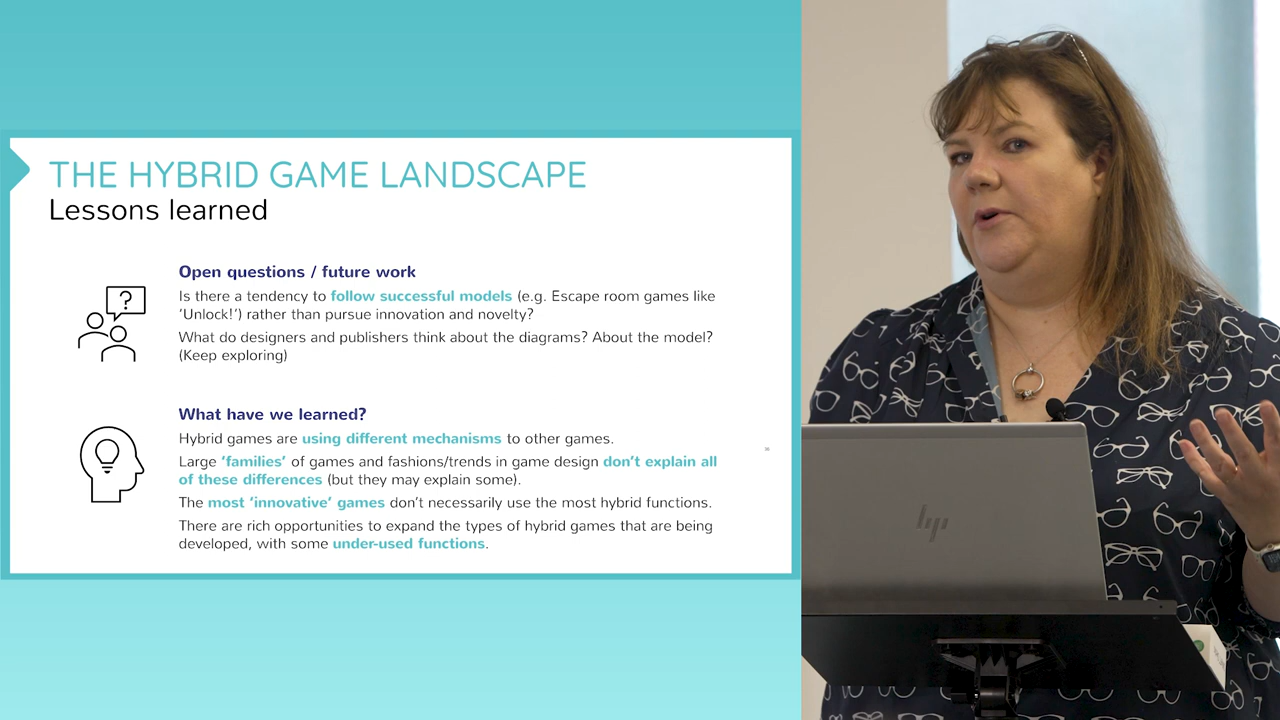 THE HYBRID GAME LANDSCAPE
Lessons learned
Open questions / future work
Is there a tendency to follow successful models (e.g. Escape room games like
‘Unlock!’) rather than pursue innovation and novelty?
What do designers and publishers think about the diagrams? About the model?
(Keep exploring)
What have we learned?
Hybrid games are using different mechanisms to other games.
Large ‘families’ of games and fashions/trends in game design don’t explain all
of these differences (but they may explain some).
The most ‘innovative’ games don’t necessarily use the most hybrid functions.
There are rich opportunities to expand the types of hybrid games that are being
developed, with some under-used functions.
?
hp